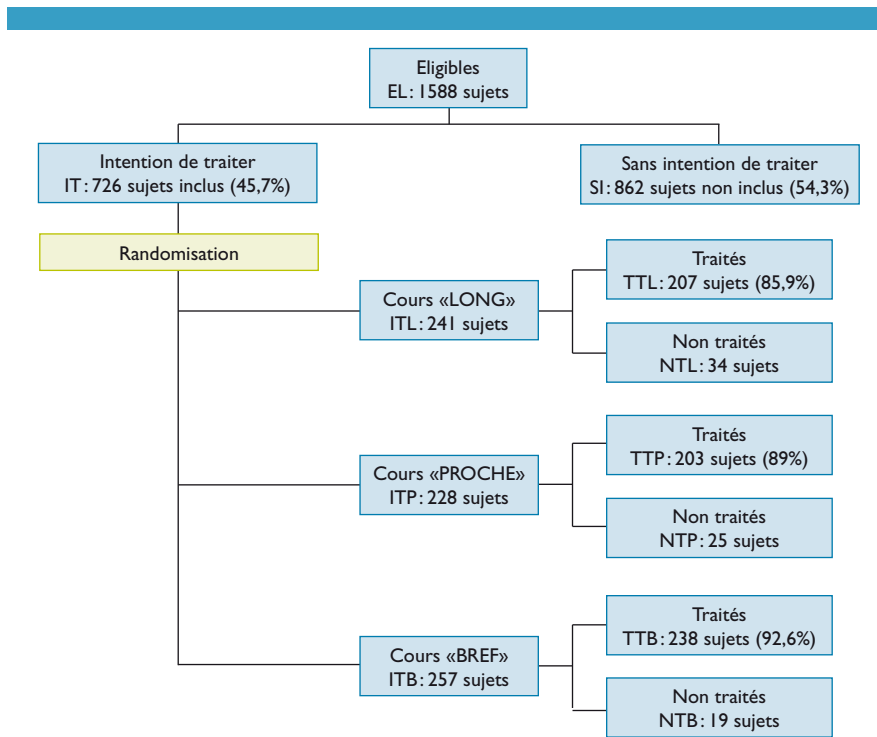 Eligibles
EL: 1588 sujets
Intention de traiter
IT: 726 sujets inclus (45,7%)
Sans intention de traiter
SI: 862 sujets non inclus (54,3%)
Randomisation
Cours «LONG»
ITL: 241 sujets
Traités
TTL: 207 sujets (85,9%)
Non traités
NTL: 34 sujets
Cours «PROCHE»
ITP: 228 sujets
Traités
TTP: 203 sujets (89%)
Non traités
NTP: 25 sujets
Cours «BREF»
ITB: 257 sujets
Traités
TTB: 238 sujets (92,6%)
Non traités
NTB: 19 sujets